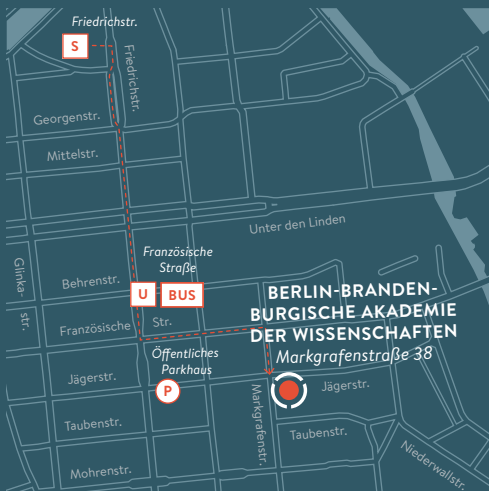 Friedrichstr.
S
Friedrichstr.
Georgenstr.
Mittelstr.
Unter den Linden
Französische
Straße
Glinka-
str.
Behrenstr.
U
BUS
BERLIN-BRANDEN-
BURGISCHE AKADEMIE
DER WISSENSCHAFTEN
Markgrafenstraße 38
Französische
Str.
Öffentliches
Parkhaus
P
Jägerstr.
Jägerstr.
Markgrafenstr.
Taubenstr.
Taubenstr.
Niederwallstr.
Mohrenstr.